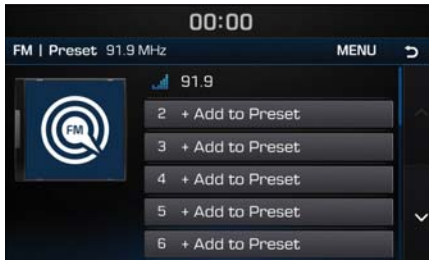 00:00
FM | Preset 91.9 MHz MENU
91.9
FM
2 + Add to Preset
3 + Add to Preset
4 + Add to Preset
5 + Add to Preset
6 + Add to Preset